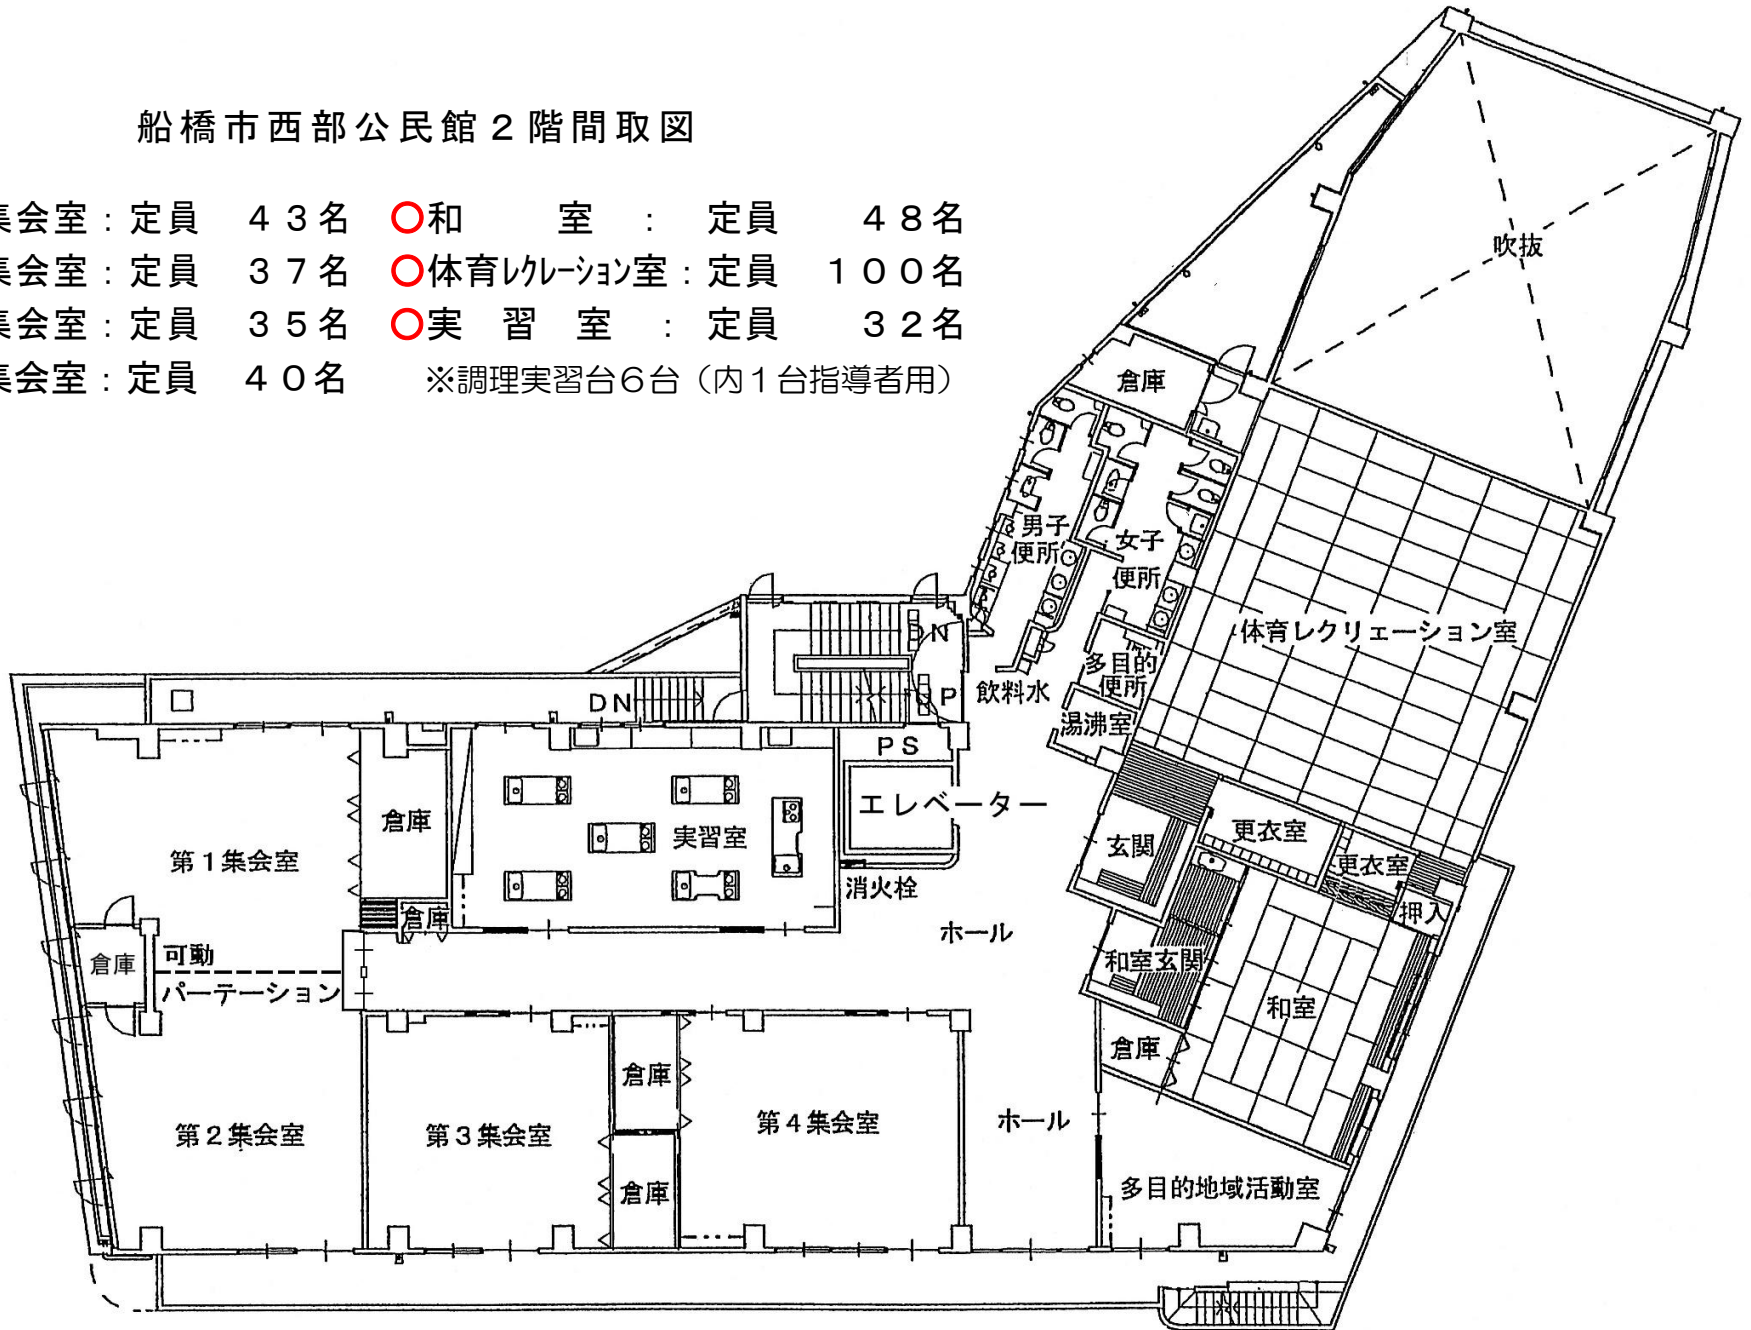 船橋市西部公民館２階間取図
集会室：定員　４３名　〇和　　室　：　定員　　４８名
集会室：定員　３７名　〇体育ﾚｸﾚｰｼｮﾝ室：定員　１００名
集会室：定員　３５名　〇実　習　室　：　定員　　３２名
集会室：定員　４０名　※調理実習台６台（内１台指導者用）
吹抜
倉庫
男子
便所
女子
便所
体育レクリェーション室
DN
多目的
便所
飲料水
UP
DN
湯沸室
PS
エレベーター
倉庫
実習室
第１集会室
玄関
更衣室
更衣室
消火栓
押入
倉庫
ホール
倉庫
可動
パーテーション
和室玄関
和室
倉庫
倉庫
第２集会室
第３集会室
第４集会室
ホール
倉庫
多目的地域活動室